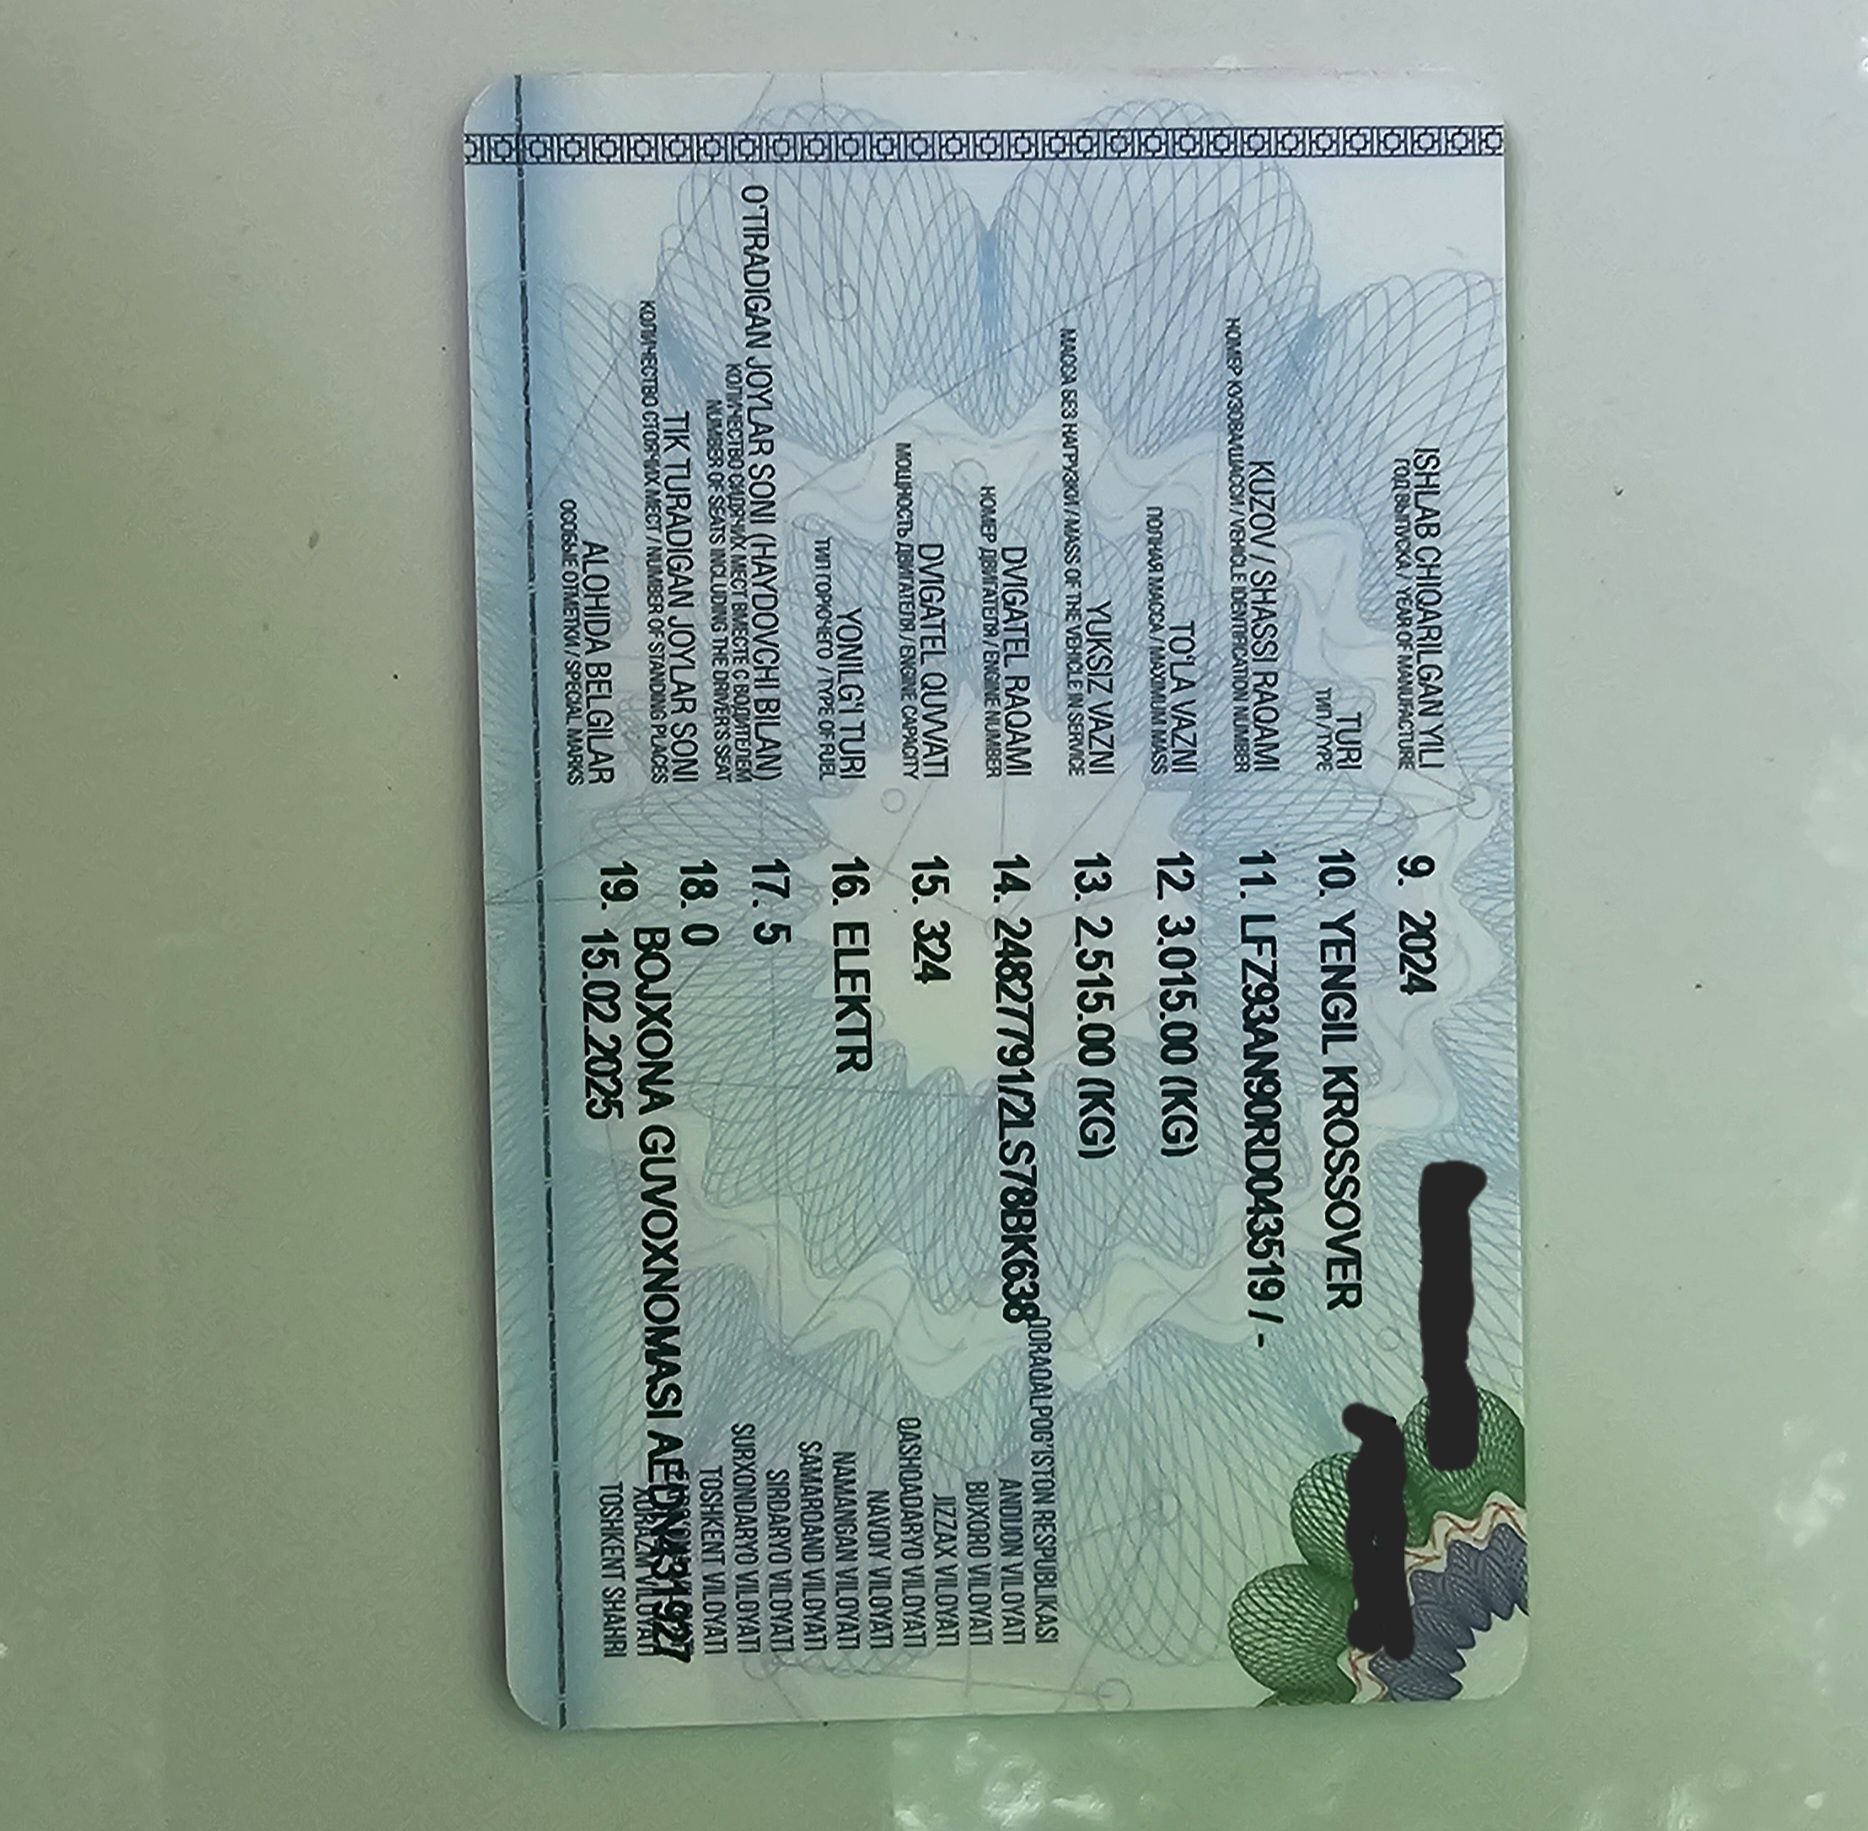 ISHLAB CHIQARILGAN YILI 9. 2024
ГОД ВЫПУСКА / YEAR OF MANUFACTURE
TURI 10. YENGIL KROSSOVER
ТИП / TYPE
KUZOV / SHASSI RAQAMI 11. LFZ93AN90RD043519 / -
НОМЕР КУЗОВА/ШАССИ / VEHICLE IDENTIFICATION NUMBER
TO'LA VAZNI 12. 3.015.00 (KG)
ПОЛНАЯ МАССА / MAXIMUM MASS
YUKSIZ VAZNI 13. 2.515.00 (KG)
МАССА БЕЗ НАГРУЗКИ / MASS OF THE VEHICLE IN SERVICE
DVIGATEL RAQAMI 14. 24827791/2LS78BK638
НОМЕР ДВИГАТЕЛЯ / ENGINE NUMBER
DVIGATEL QUVVATI 15. 324
МОЩНОСТЬ ДВИГАТЕЛЯ / ENGINE CAPACITY
YONILG'I TURI 16. ELEKTR
ТИП ГОРЮЧЕГО / TYPE OF FUEL
O'TIRADIGAN JOYLAR SONI (HAYDOVCHI BILAN) 17. 5
КОЛИЧЕСТВО СИДЯЧИХ МЕСТ ВМЕСТЕ С ВОДИТЕЛЕМ
NUMBER OF SEATS INCLUDING THE DRIVER'S SEAT
TIK TURADIGAN JOYLAR SONI 18. 0
КОЛИЧЕСТВО СТОЯЧИХ МЕСТ / NUMBER OF STANDING PLACES
BOJXONA GUVOXNOMASI AEDN431927
ALOHIDA BELGILAR 19. 15.02.2025
ОСОБЫЕ ОТМЕТКИ / SPECIAL MARKS
QORAQALPOG'ISTON RESPUBLIKASI
ANDIJON VILOYATI
BUXORO VILOYATI
JIZZAX VILOYATI
QASHQADARYO VILOYATI
NAVOIY VILOYATI
NAMANGAN VILOYATI
SAMARQAND VILOYATI
SIRDARYO VILOYATI
SURXONDARYO VILOYATI
TOSHKENT VILOYATI
XORAZM VILOYATI
TOSHKENT SHAHRI